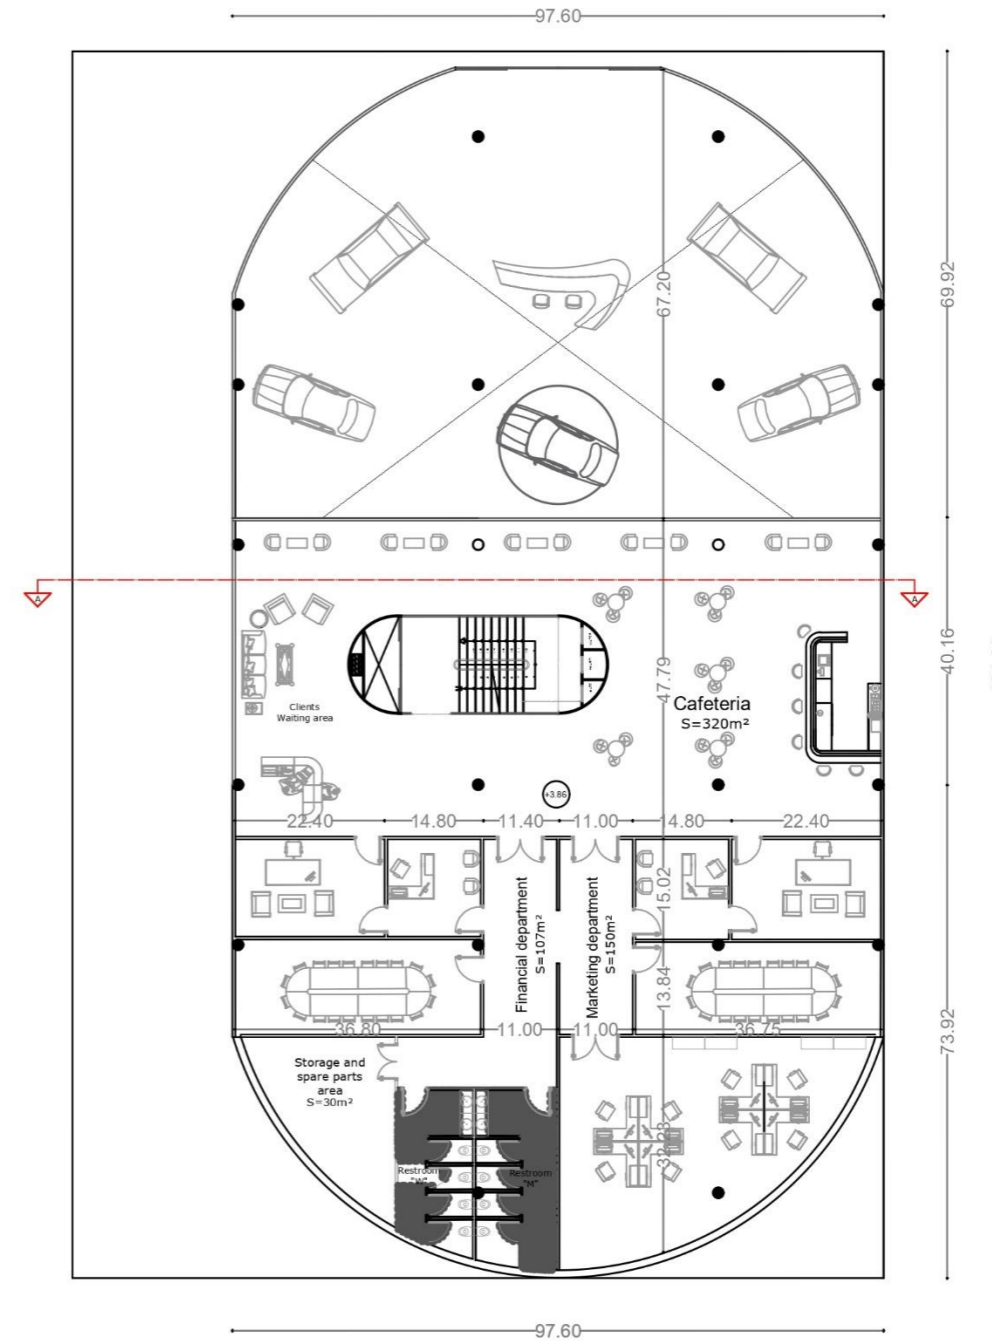 97.60
67.20
69.92
A
A
40.16
47.79
Cafeteria
S=320m²
Clients
Waiting area
+3.86
22.40
14.80
11.40
11.00
14.80
22.40
Financial department
S=107m²
Marketing department
S=150m²
15.02
13.84
36.80
11.00
11.00
36.75
73.92
Storage and
spare parts
area
S=30m²
Restroom
"W"
Restroom
"M"
97.60